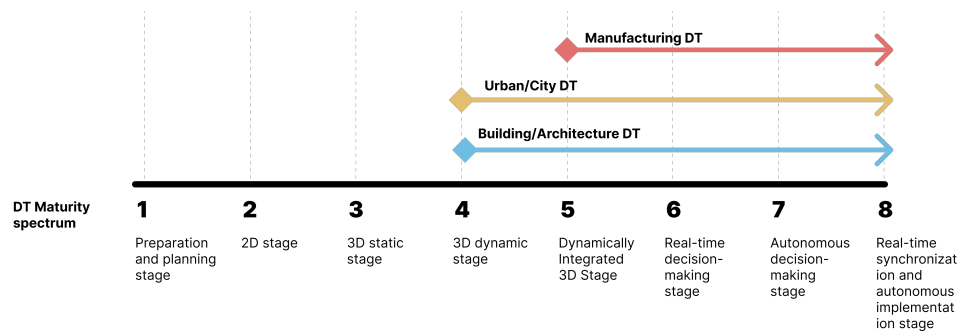 Manufacturing DT
Urban/City DT
Building/Architecture DT
DT Maturity
spectrum
1
2
3
4
5
6
7
8
Preparation
and planning
stage
2D stage
3D static
stage
3D dynamic
stage
Dynamically
Integrated
3D Stage
Real-time
decision-
making
stage
Autonomous
decision-
making
stage
Real-time
synchronizat
ion and
autonomous
implementat
ion stage